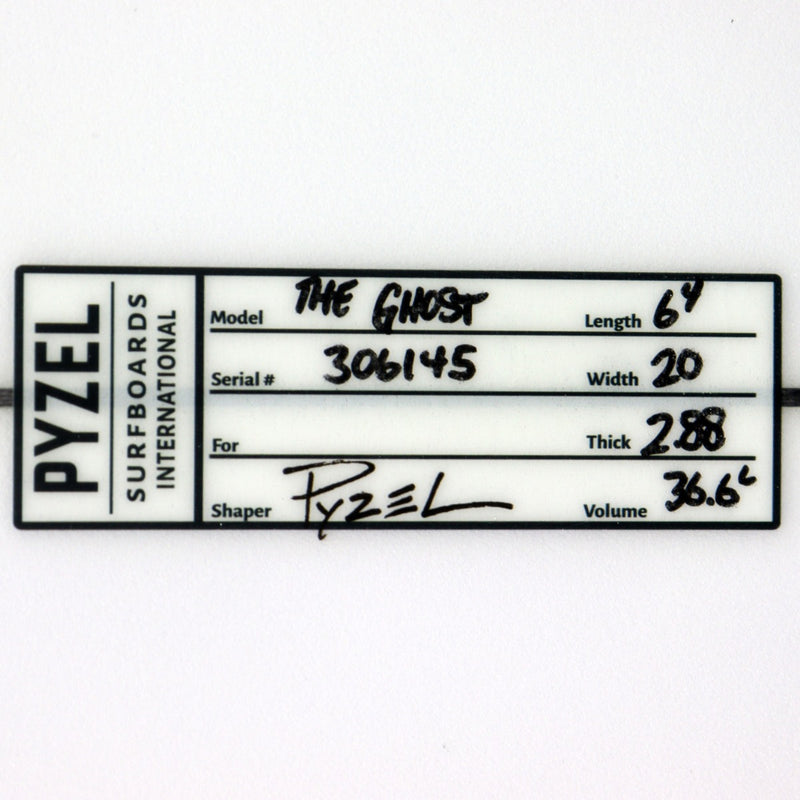 PYZEL
SURFBOARDS
INTERNATIONAL
Model THE GHOST Length 6'4
Serial # 306145 Width 20
For Thick 2.88
Shaper PYZEL Volume 36.6L